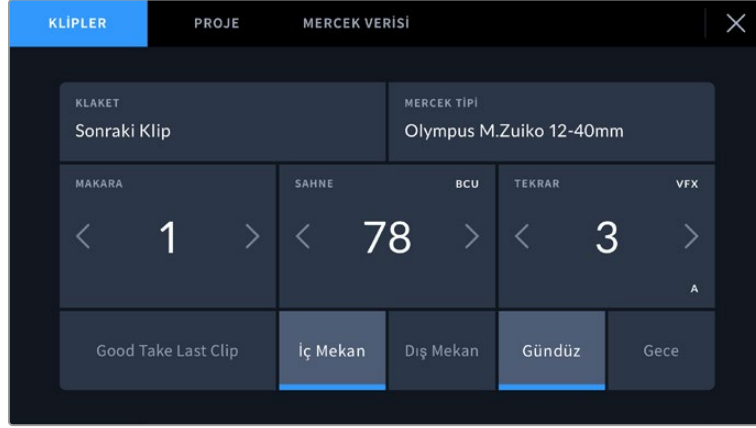 KLİPLER PROJE MERCEK VERİSİ
KLAKET MERCEK TİPİ
Sonraki Klip Olympus M.Zuiko 12-40mm
MAKARA SAHNE BCU TEKRAR VFX
1 78 3
A
Good Take Last Clip İç Mekan Dış Mekan Gündüz Gece